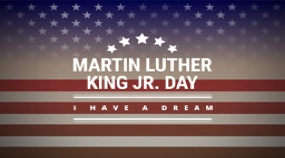 MARTIN LUTHER
KING JR. DAY
I HAVE A DREAM